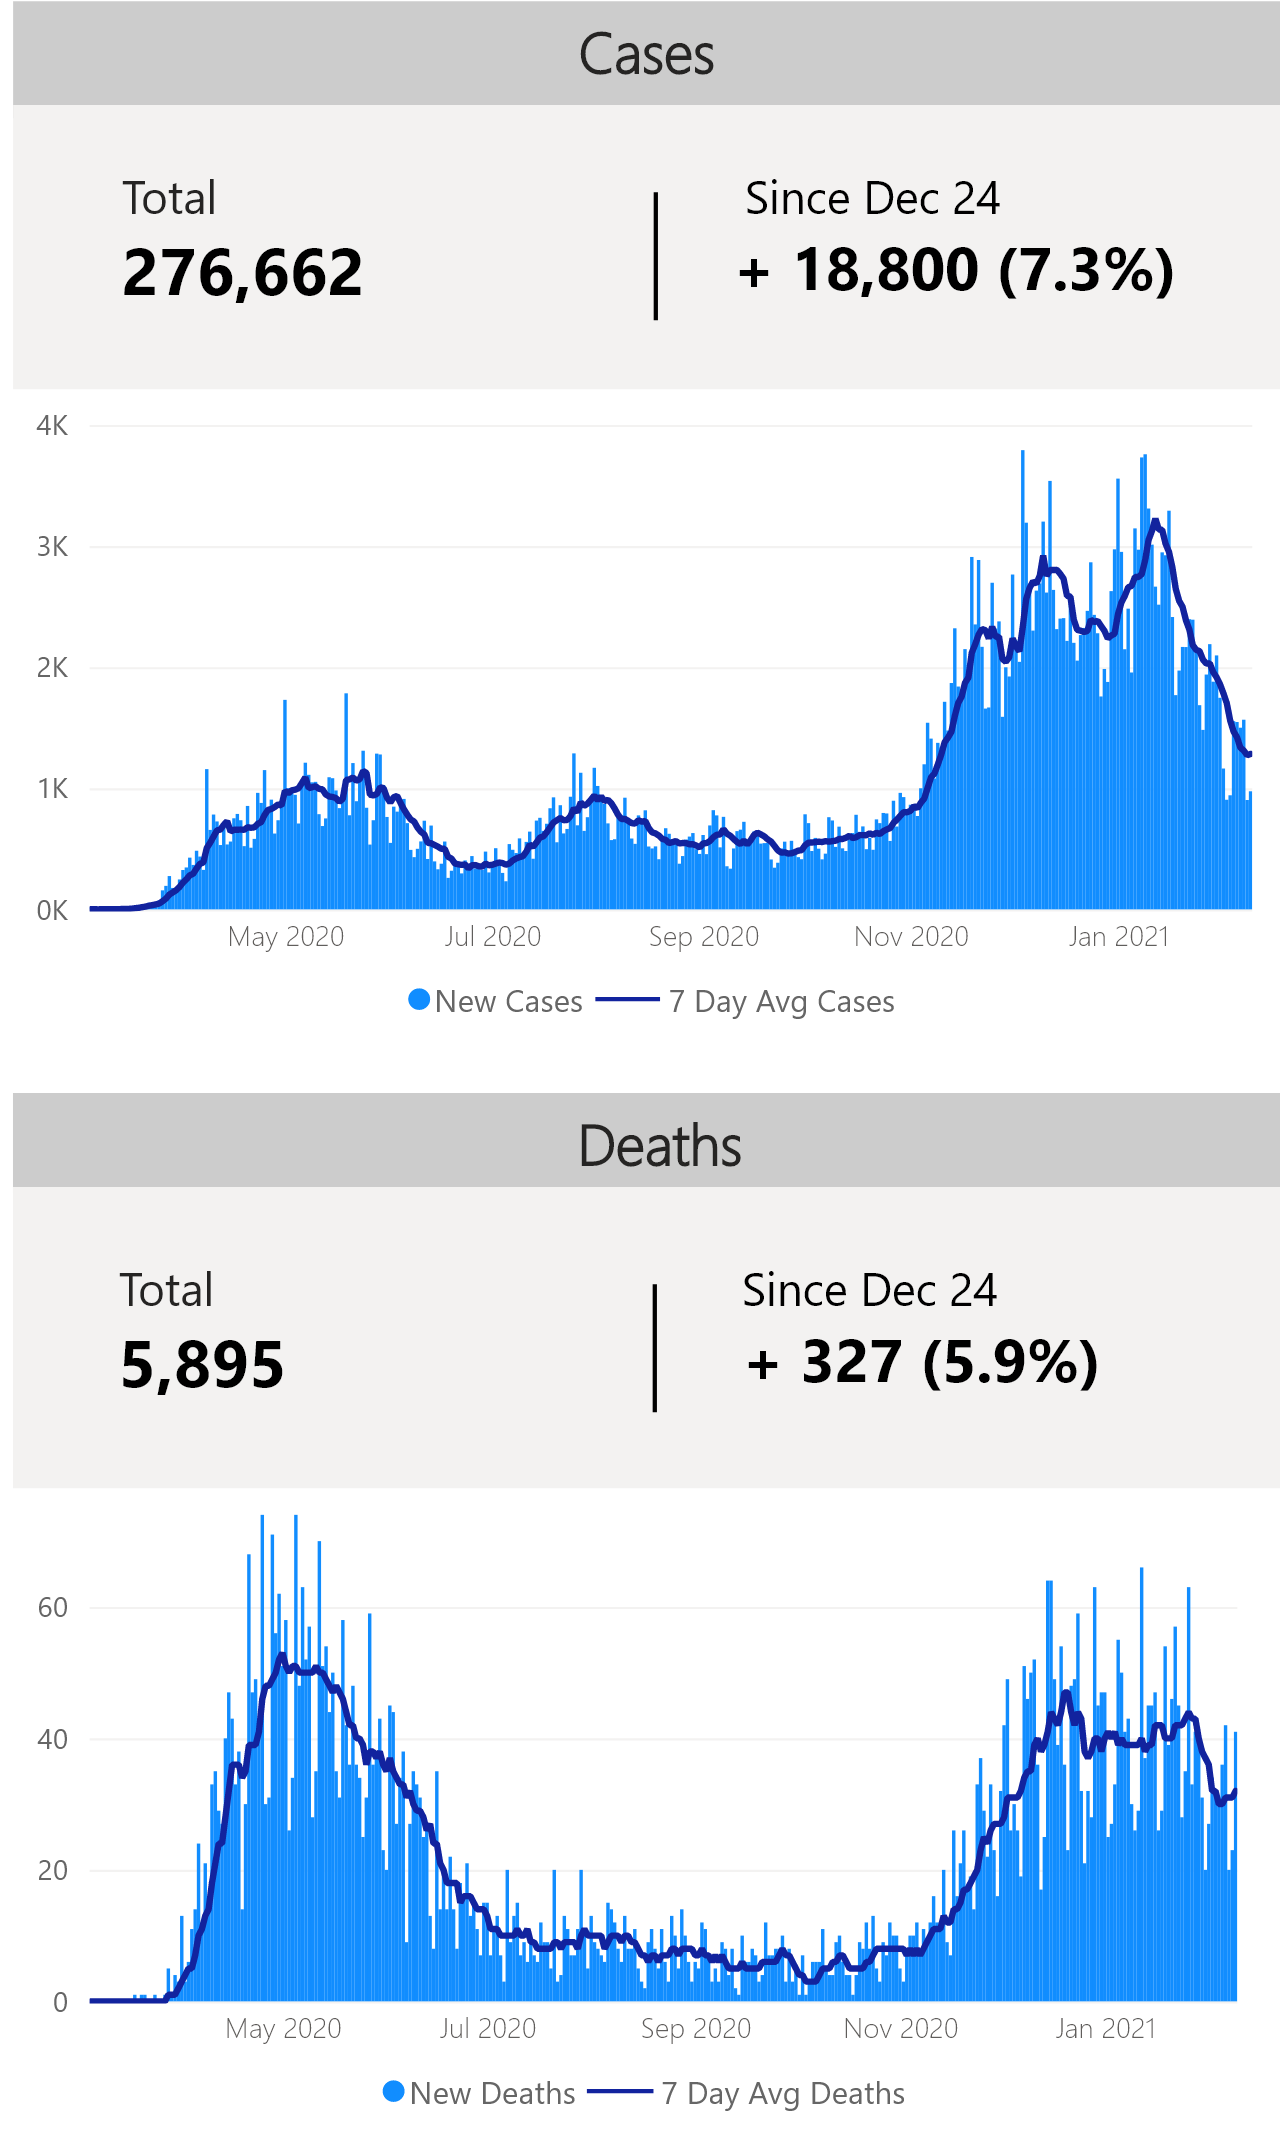 Cases
Total
Since Dec 24
276,662
+ 18,800 (7.3%)
4K
3K
2K
1K
0K
May 2020
Jul 2020
Sep 2020
Nov 2020
Jan 2021
New Cases
7 Day Avg Cases
Deaths
Total
Since Dec 24
5,895
+ 327 (5.9%)
60
40
20
0
May 2020
Jul 2020
Sep 2020
Nov 2020
Jan 2021
New Deaths
7 Day Avg Deaths